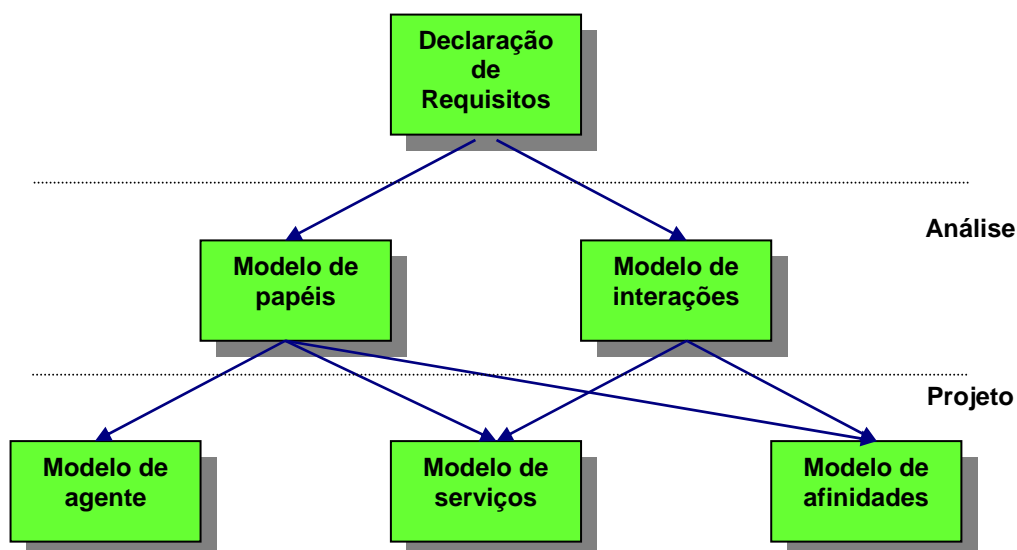 Declaração
de
Requisitos
Análise
Modelo de
papéis
Modelo de
interações
Projeto
Modelo de
agente
Modelo de
serviços
Modelo de
afinidades